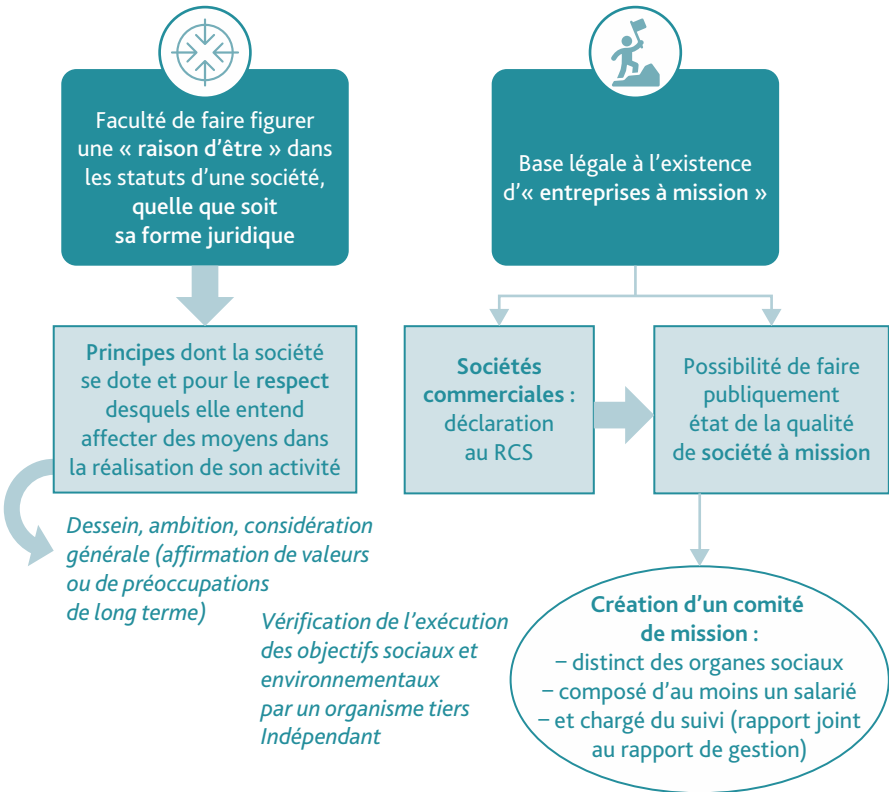 Faculté de faire figurer
une « raison d’être » dans
les statuts d’une société,
quelle que soit
sa forme juridique
Principes dont la société
se dote et pour le respect
desquels elle entend
affecter des moyens dans
la réalisation de son activité
Dessein, ambition, considération
générale (affirmation de valeurs
ou de préoccupations
de long terme)
Base légale à l’existence
d’« entreprises à mission »
Sociétés
commerciales :
déclaration
au RCS
Possibilité de faire
publiquement
état de la qualité
de société à mission
Vérification de l’exécution
des objectifs sociaux et
environnementaux
par un organisme tiers
Indépendant
Création d’un comité
de mission :
– distinct des organes sociaux
– composé d’au moins un salarié
– et chargé du suivi (rapport joint
au rapport de gestion)